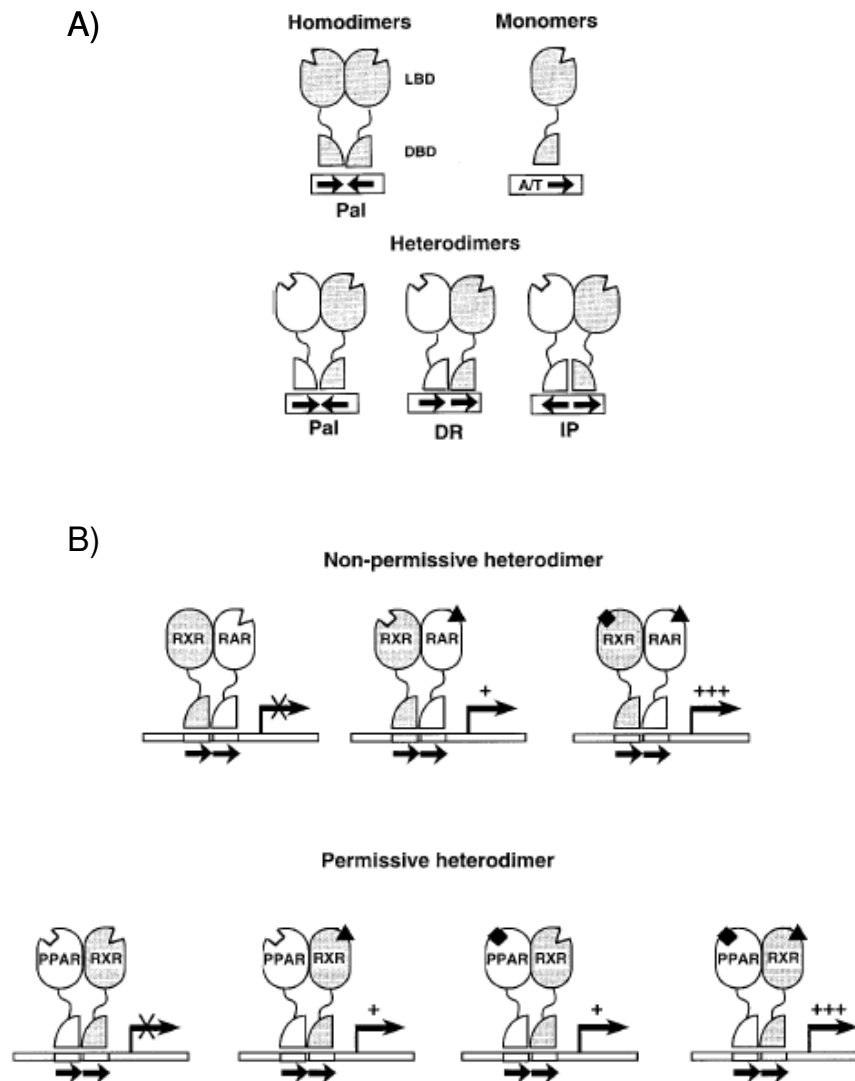 A)
Homodimers Monomers
LBD
DBD
A/T
Pal
Heterodimers
Pal DR IP
B)
Non-permissive heterodimer
RXR RAR RXR RAR RXR RAR
+ +++
Permissive heterodimer
PPAR RXR PPAR RXR PPAR RXR PPAR RXR
+ + +++